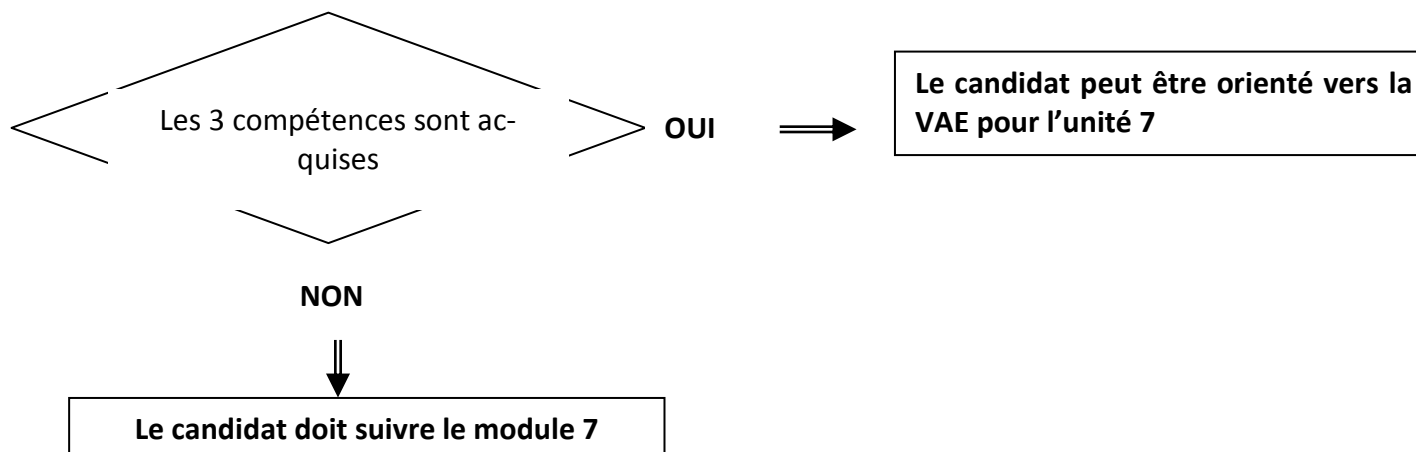 Les 3 compétences sont ac-
quises
OUI
Le candidat peut être orienté vers la
VAE pour l’unité 7
NON
Le candidat doit suivre le module 7